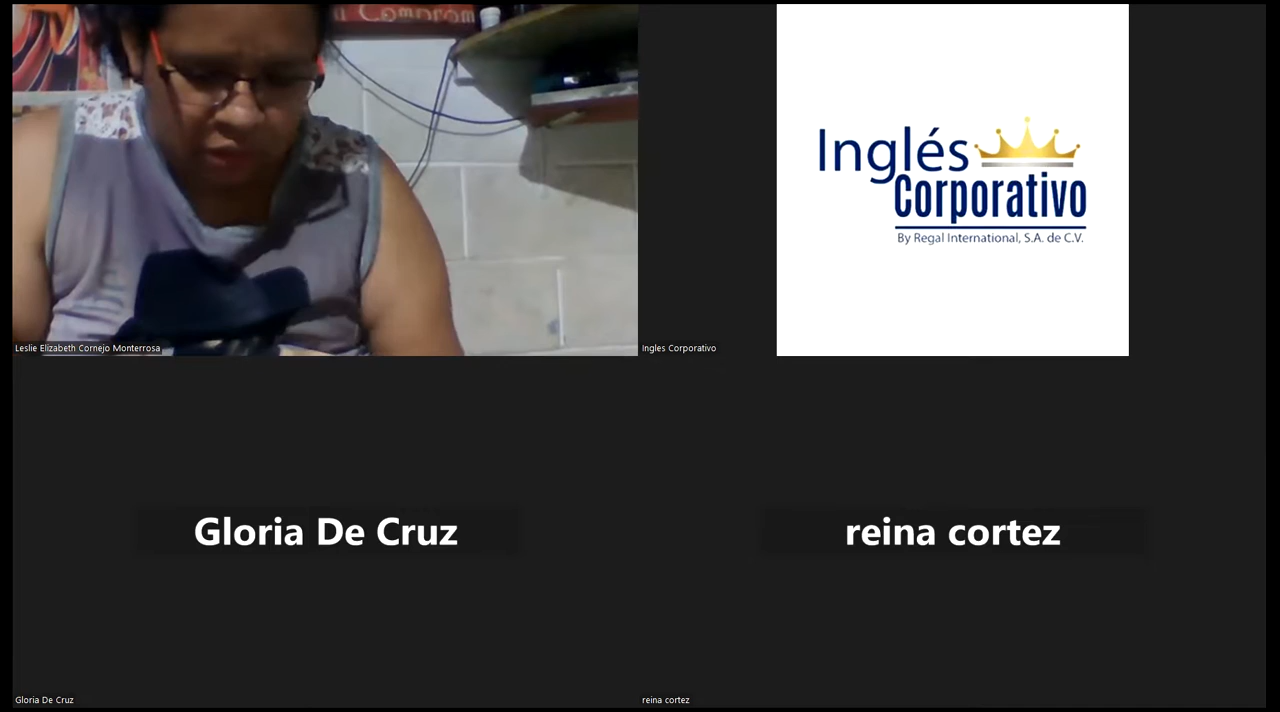 Comprom
Leslie Elizabeth Cornejo Monterrosa
Inglés
Corporativo
By Regal International, S.A. de C.V.
Ingles Corporativo
Gloria De Cruz
reina cortez
Gloria De Cruz
reina cortez